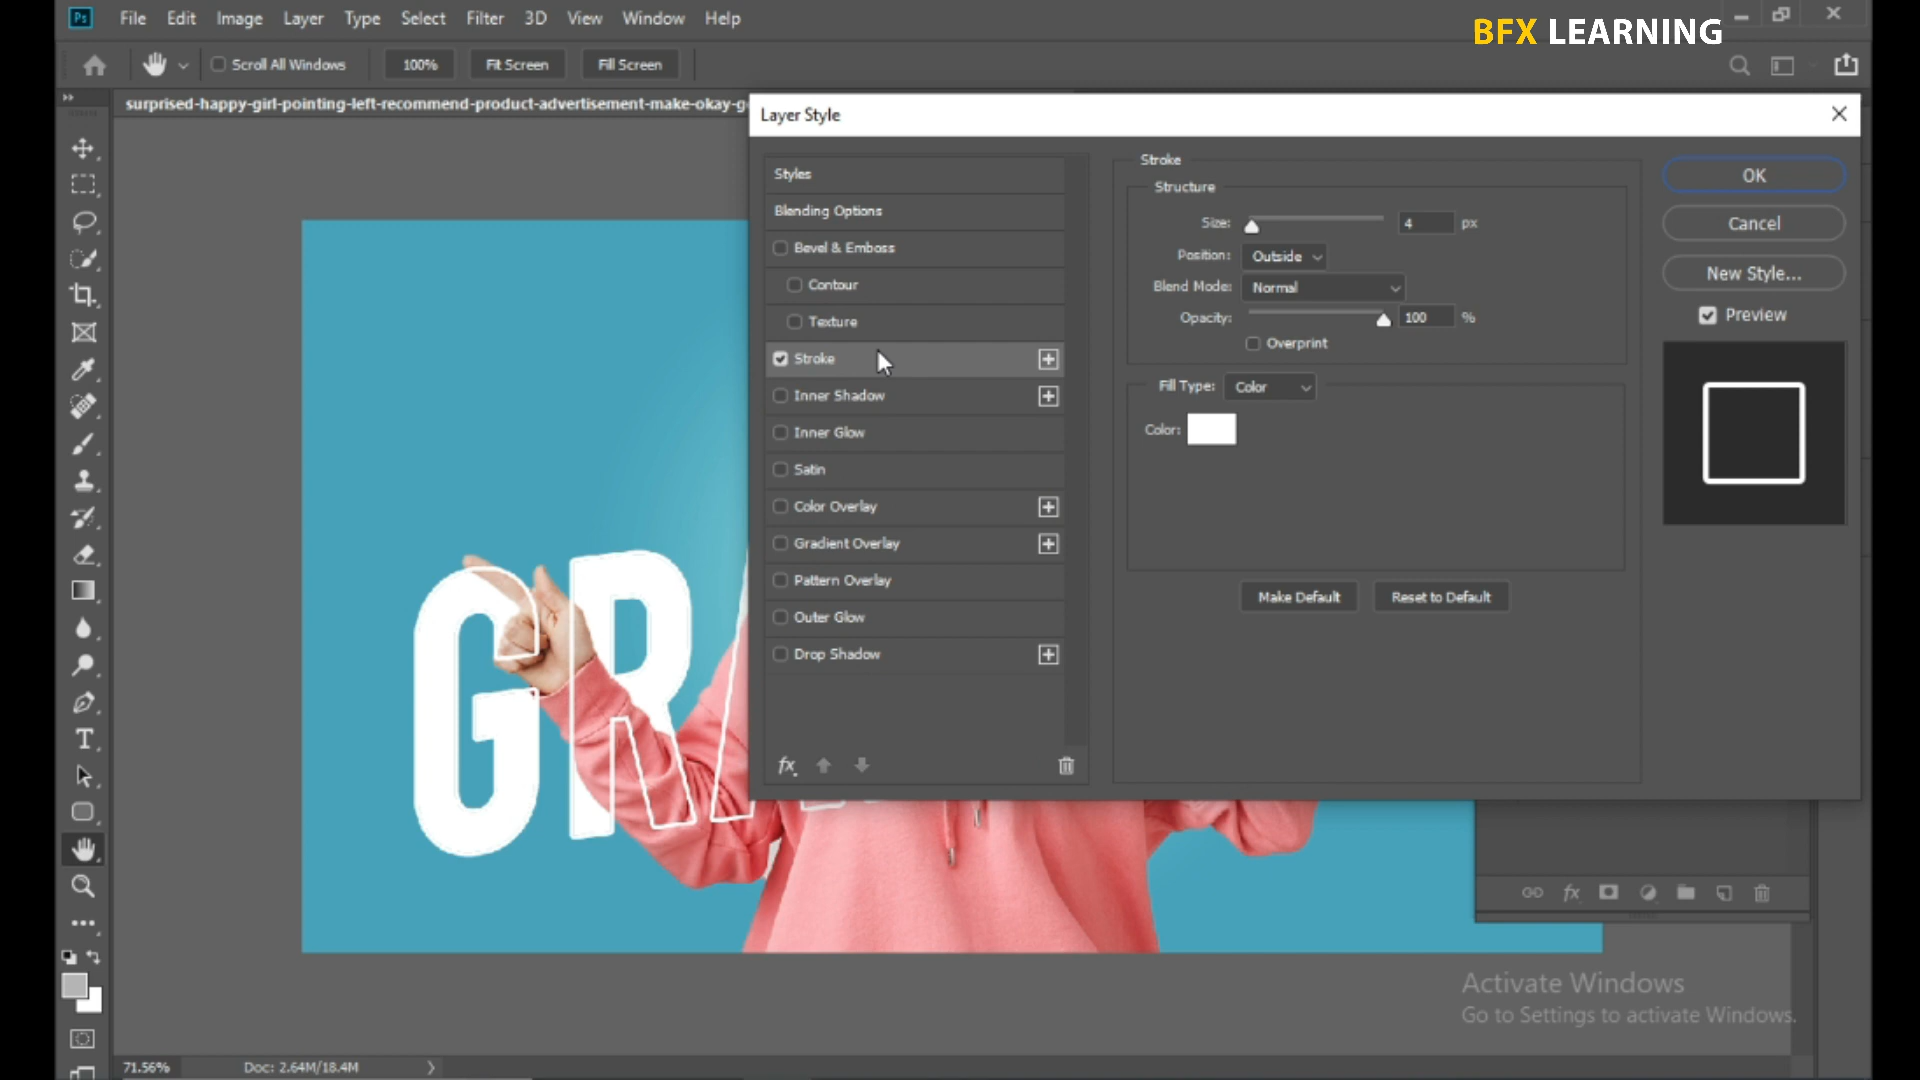 Ps File Edit Image Layer Type Select Filter 3D View Window Help
BFX LEARNING
Scroll All Windows 100% Fit Screen Fill Screen
surprised-happy-girl-pointing-left-recommend-product-advertisement-make-okay-g
Layer Style
Styles
Blending Options
Bevel & Emboss
Contour
Texture
Stroke
Inner Shadow
Inner Glow
Satin
Color Overlay
Gradient Overlay
Pattern Overlay
Outer Glow
Drop Shadow
fx
Stroke
Structure
Size: 4 px
Position: Outside
Blend Mode: Normal
Opacity: 100 %
Overprint
Fill Type: Color
Color:
Make Default Reset to Default
OK
Cancel
New Style...
Preview
GRA
T
fx
Activate Windows
Go to Settings to activate Windows.
71.56% Doc: 2.64M/18.4M